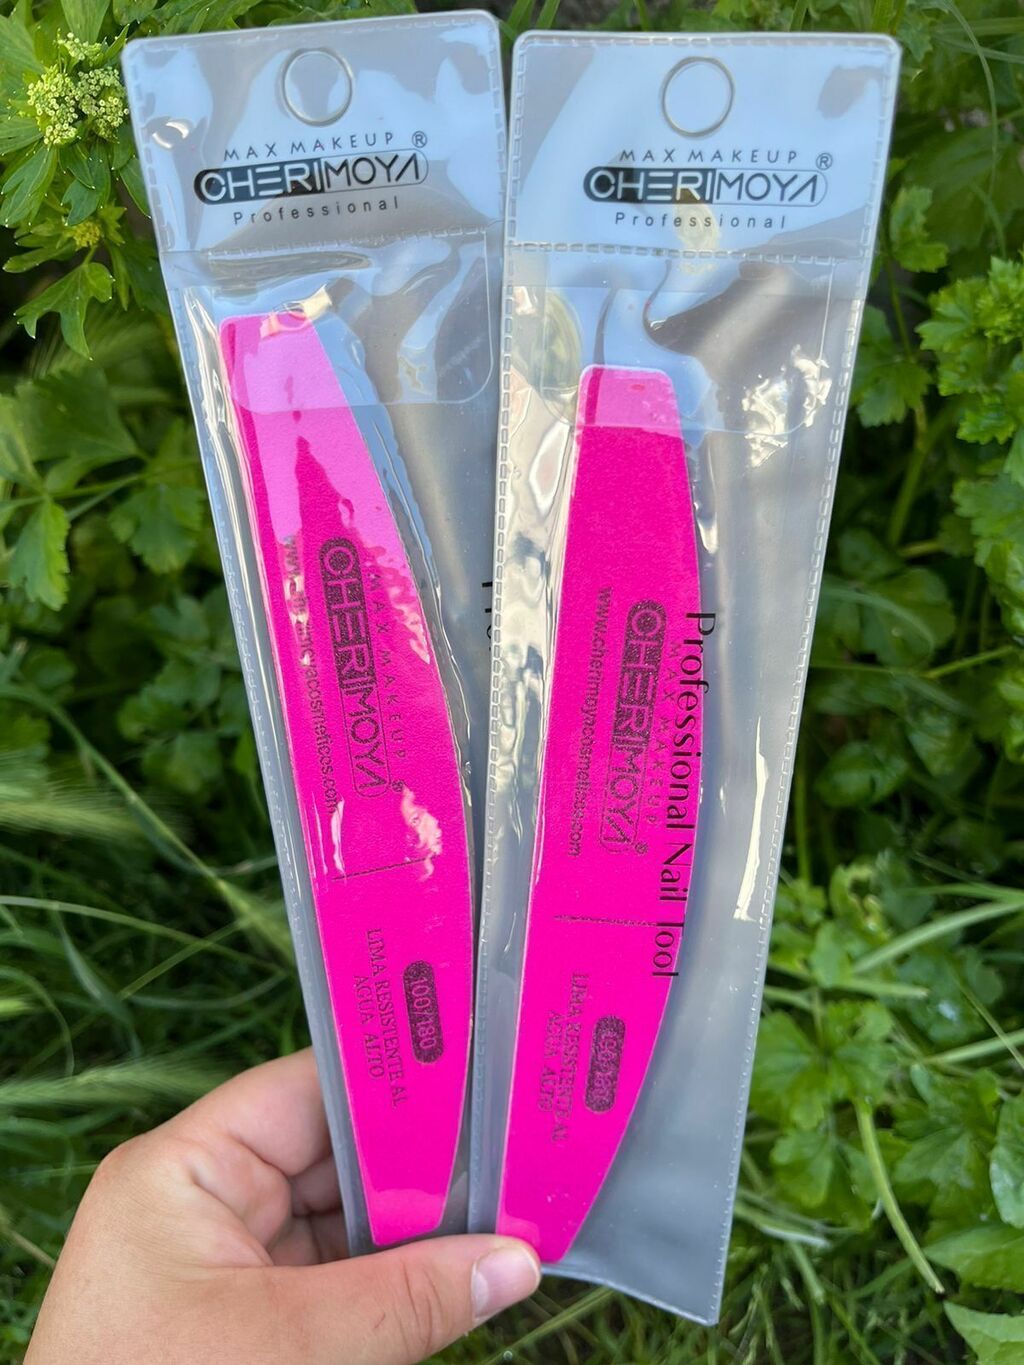 MAX MAKEUP ®
CHERIMOYA
Professional
MAX MAKEUP ®
CHERIMOYA
Professional
MAX MAKEUP ®
CHERIMOYA
LIMA RESISTENTE AL
AGUA ALTO
100/180
Professional Nail Tool
MAX MAKEUP
CHERIMOYA®
www.cherimoyacosmetics.com
LIMA RESISTENTE AL
AGUA ALTO